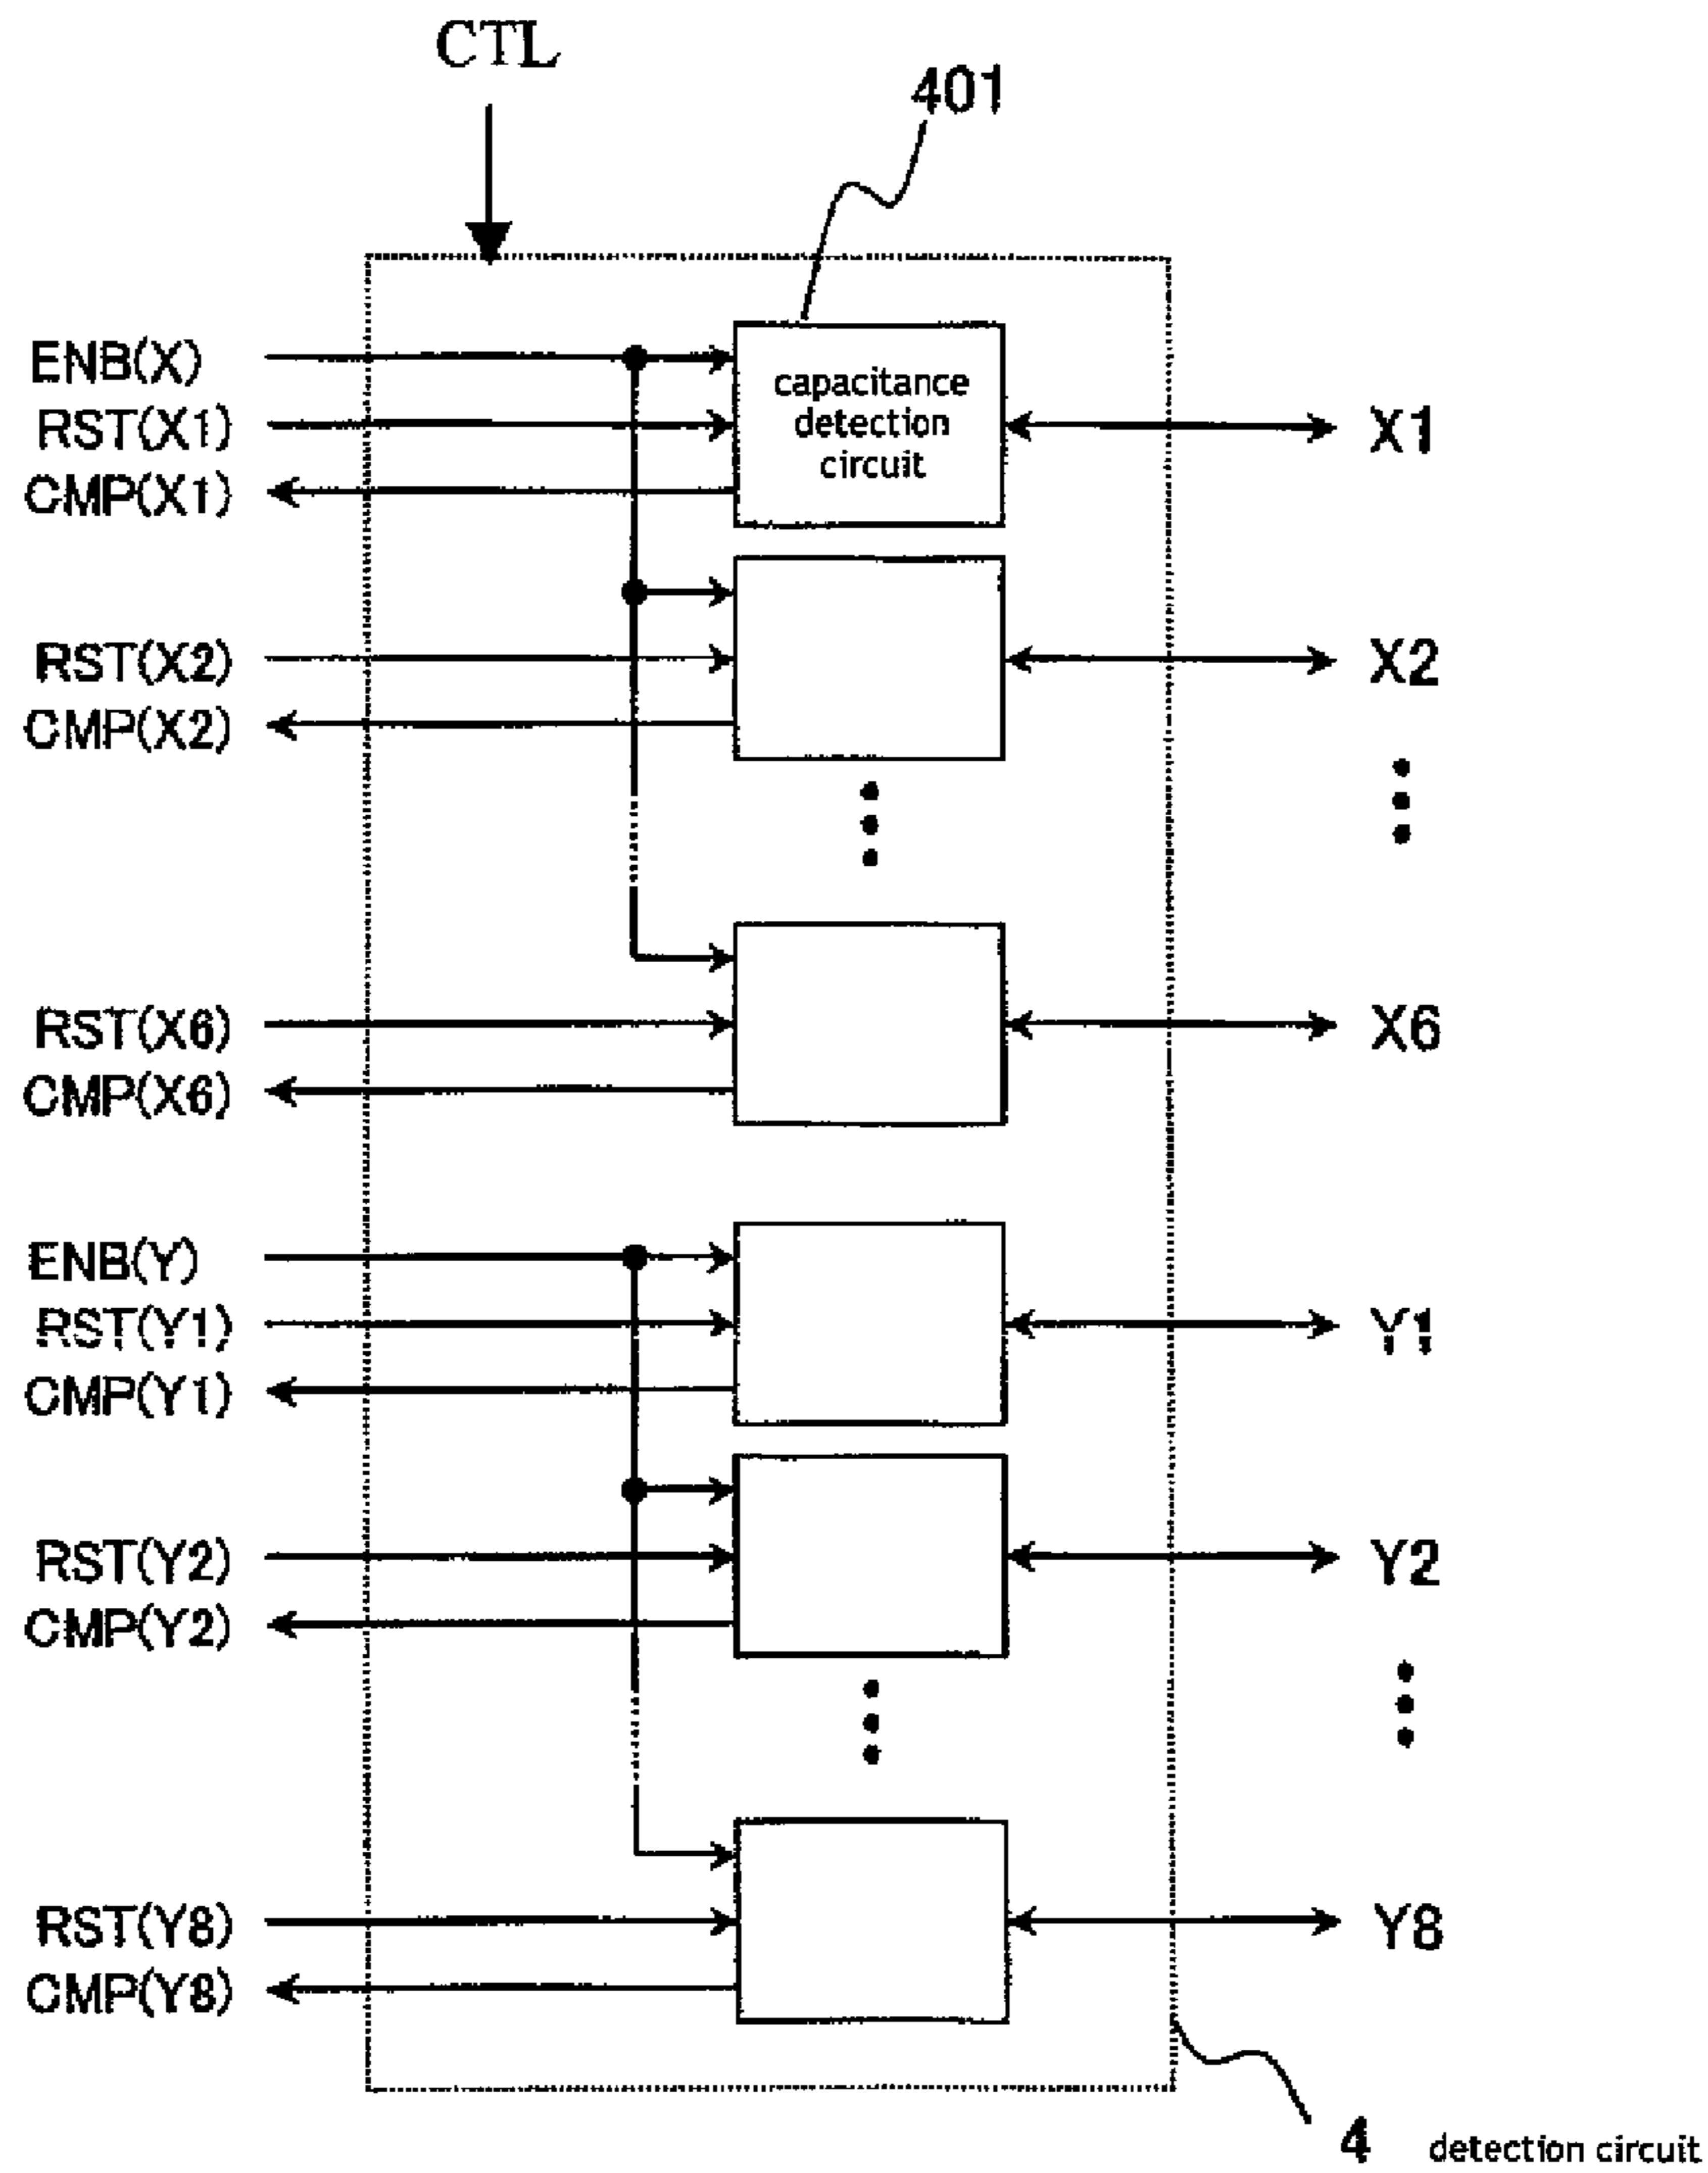 CTL
401
ENB(X)
RST(X1)
CMP(X1)
capacitance
detection
circuit
X1
RST(X2)
CMP(X2)
X2
RST(X6)
CMP(X6)
X6
ENB(Y)
RST(Y1)
CMP(Y1)
Y1
RST(Y2)
CMP(Y2)
Y2
RST(Y8)
CMP(Y8)
Y8
4 detection circuit